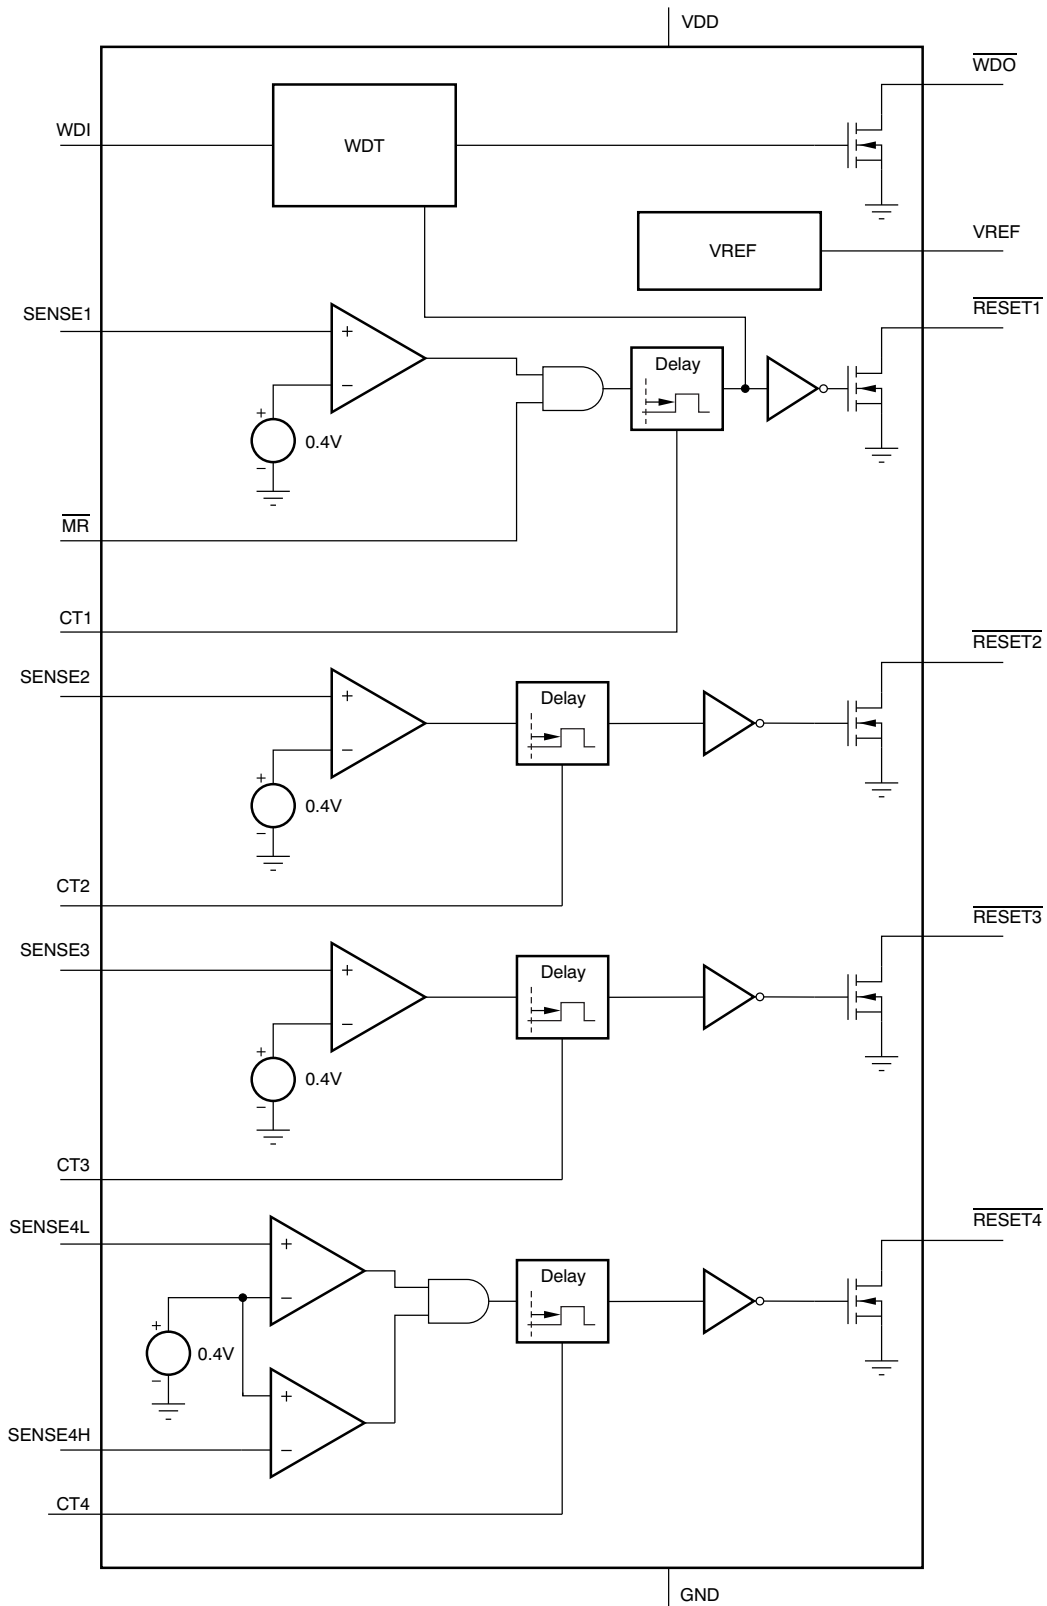 VDD
WDO
WDI
WDT
VREF
VREF
SENSE1
RESET1
+
Delay
−
+
0.4V
−
MR
CT1
RESET2
SENSE2
+
Delay
−
+
0.4V
−
CT2
RESET3
SENSE3
+
Delay
−
+
0.4V
−
CT3
RESET4
SENSE4L
+
Delay
−
+
0.4V
−
+
SENSE4H
−
CT4
GND